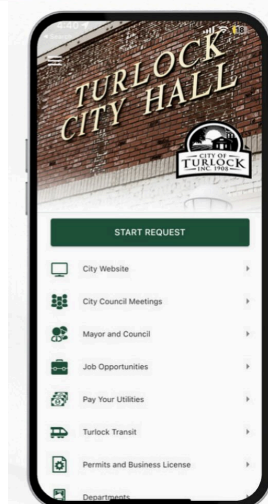 TURLOCK
CITY HALL
CITY OF
TURLOCK
INC. 1908
START REQUEST
City Website
City Council Meetings
Mayor and Council
Job Opportunities
Pay Your Utilities
Turlock Transit
Permits and Business License
Departments